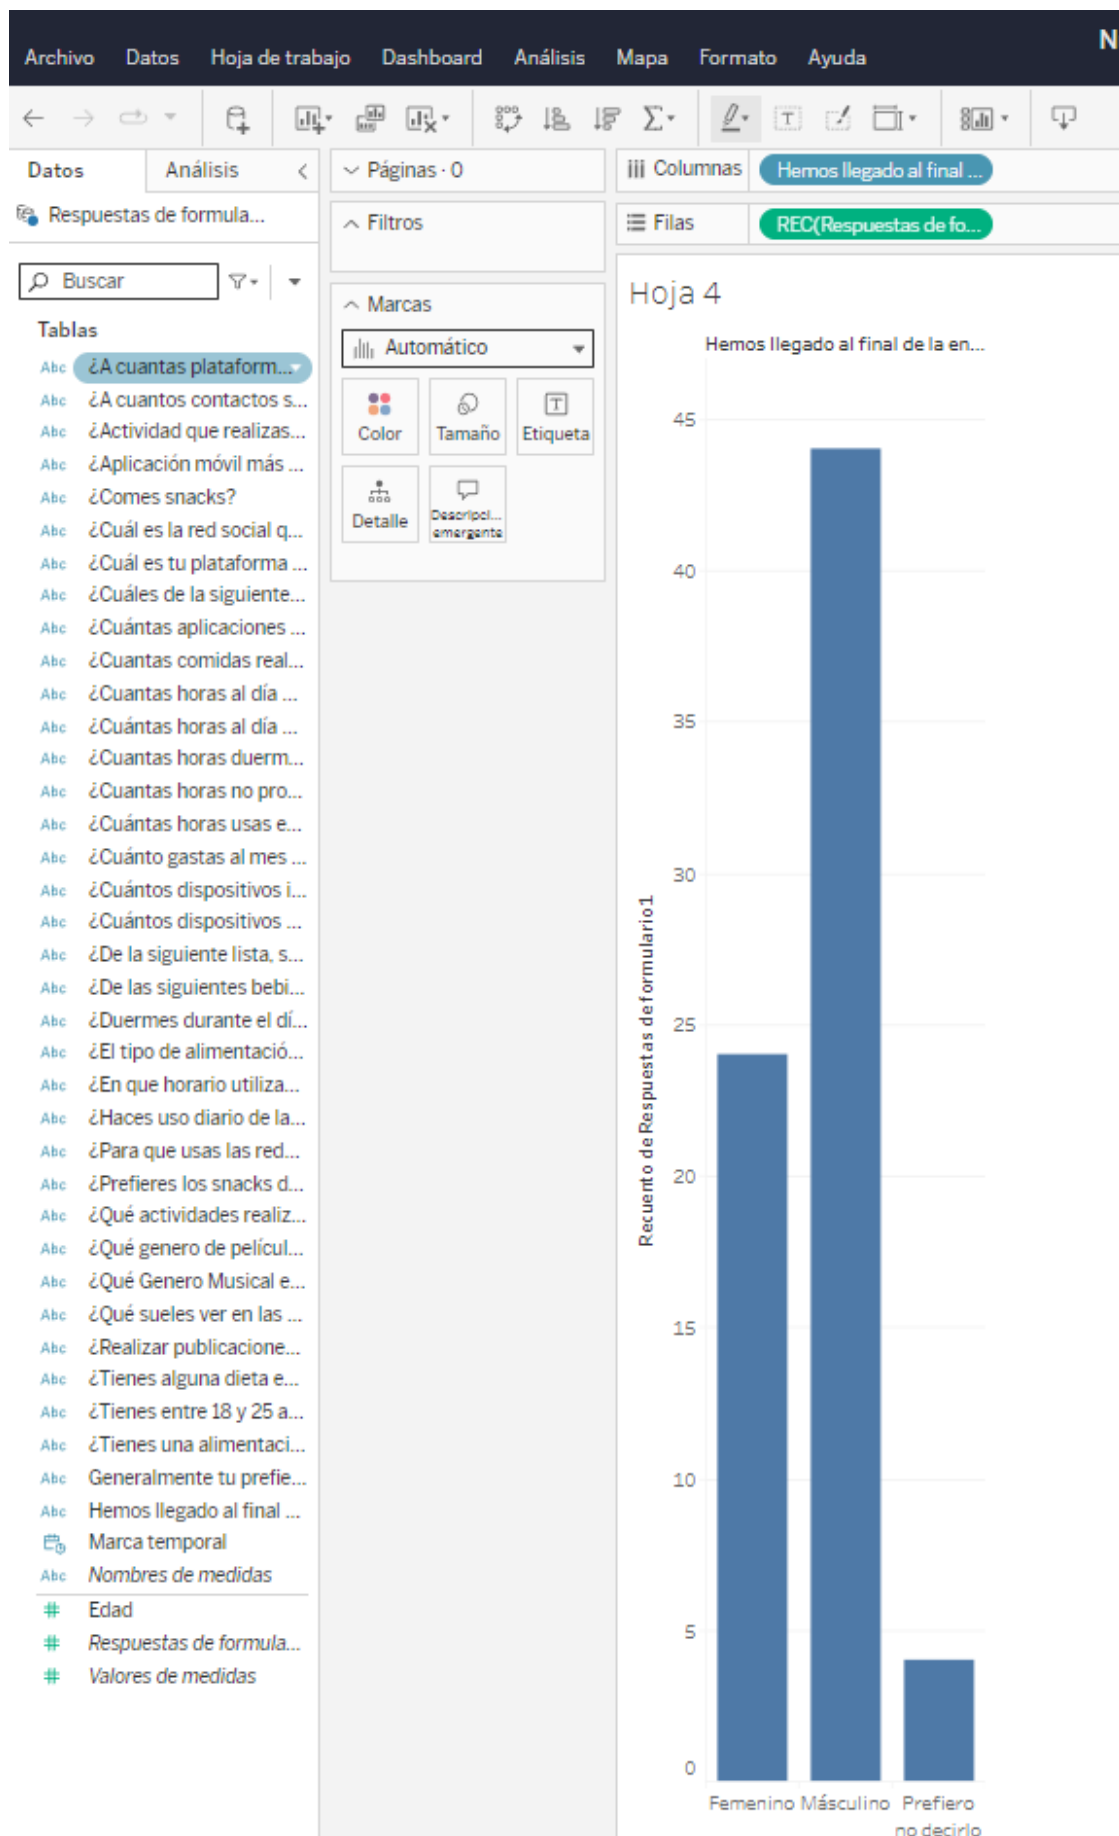 N
Archivo Datos Hoja de trabajo Dashboard Análisis Mapa Formato Ayuda
Datos Análisis
Respuestas de formula...
Buscar
Tablas
Abc ¿A cuantas plataform...
Abc ¿A cuantos contactos s...
Abc ¿Actividad que realizas...
Abc ¿Aplicación móvil más ...
Abc ¿Comes snacks?
Abc ¿Cuál es la red social q...
Abc ¿Cuál es tu plataforma ...
Abc ¿Cuáles de la siguiente...
Abc ¿Cuántas aplicaciones ...
Abc ¿Cuantas comidas real...
Abc ¿Cuantas horas al día ...
Abc ¿Cuántas horas al día ...
Abc ¿Cuantas horas duerm...
Abc ¿Cuantas horas no pro...
Abc ¿Cuántas horas usas e...
Abc ¿Cuánto gastas al mes ...
Abc ¿Cuántos dispositivos i...
Abc ¿Cuántos dispositivos ...
Abc ¿De la siguiente lista, s...
Abc ¿De las siguientes bebi...
Abc ¿Duermes durante el dí...
Abc ¿El tipo de alimentació...
Abc ¿En que horario utiliza...
Abc ¿Haces uso diario de la...
Abc ¿Para que usas las red...
Abc ¿Prefieres los snacks d...
Abc ¿Qué actividades realiz...
Abc ¿Qué genero de películ...
Abc ¿Qué Genero Musical e...
Abc ¿Qué sueles ver en las ...
Abc ¿Realizar publicacione...
Abc ¿Tienes alguna dieta e...
Abc ¿Tienes entre 18 y 25 a...
Abc ¿Tienes una alimentaci...
Abc Generalmente tu prefie...
Abc Hemos llegado al final ...
Marca temporal
Abc Nombres de medidas
# Edad
# Respuestas de formula...
# Valores de medidas
Páginas · 0
Filtros
Marcas
Automático
Color Tamaño Etiqueta
Detalle Descripci...
emergente
Columnas Hemos llegado al final ...
Filas REC(Respuestas de fo...
Hoja 4
Hemos llegado al final de la en...
Recuento de Respuestas de formulario1
45
40
35
30
25
20
15
10
5
0
Femenino Másculino Prefiero
no decirlo